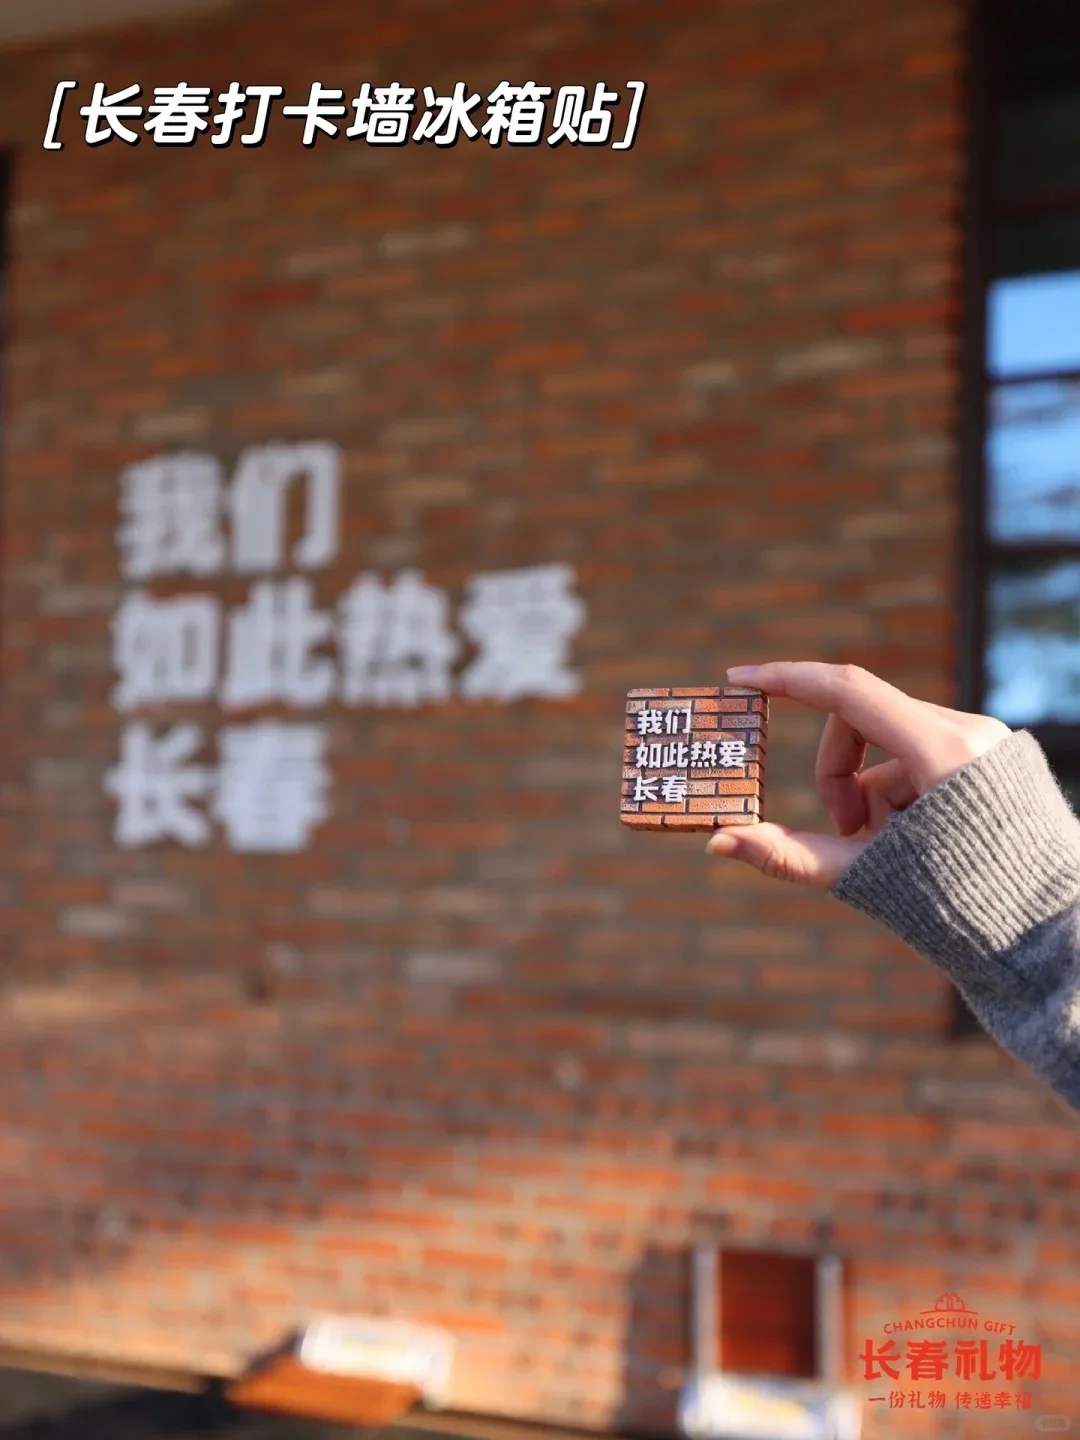 [长春打卡墙冰箱贴]
我们
如此热爱
长春
我们
如此热爱
长春
CHANGCHUN GIFT
长春礼物
一份礼物 传递幸福